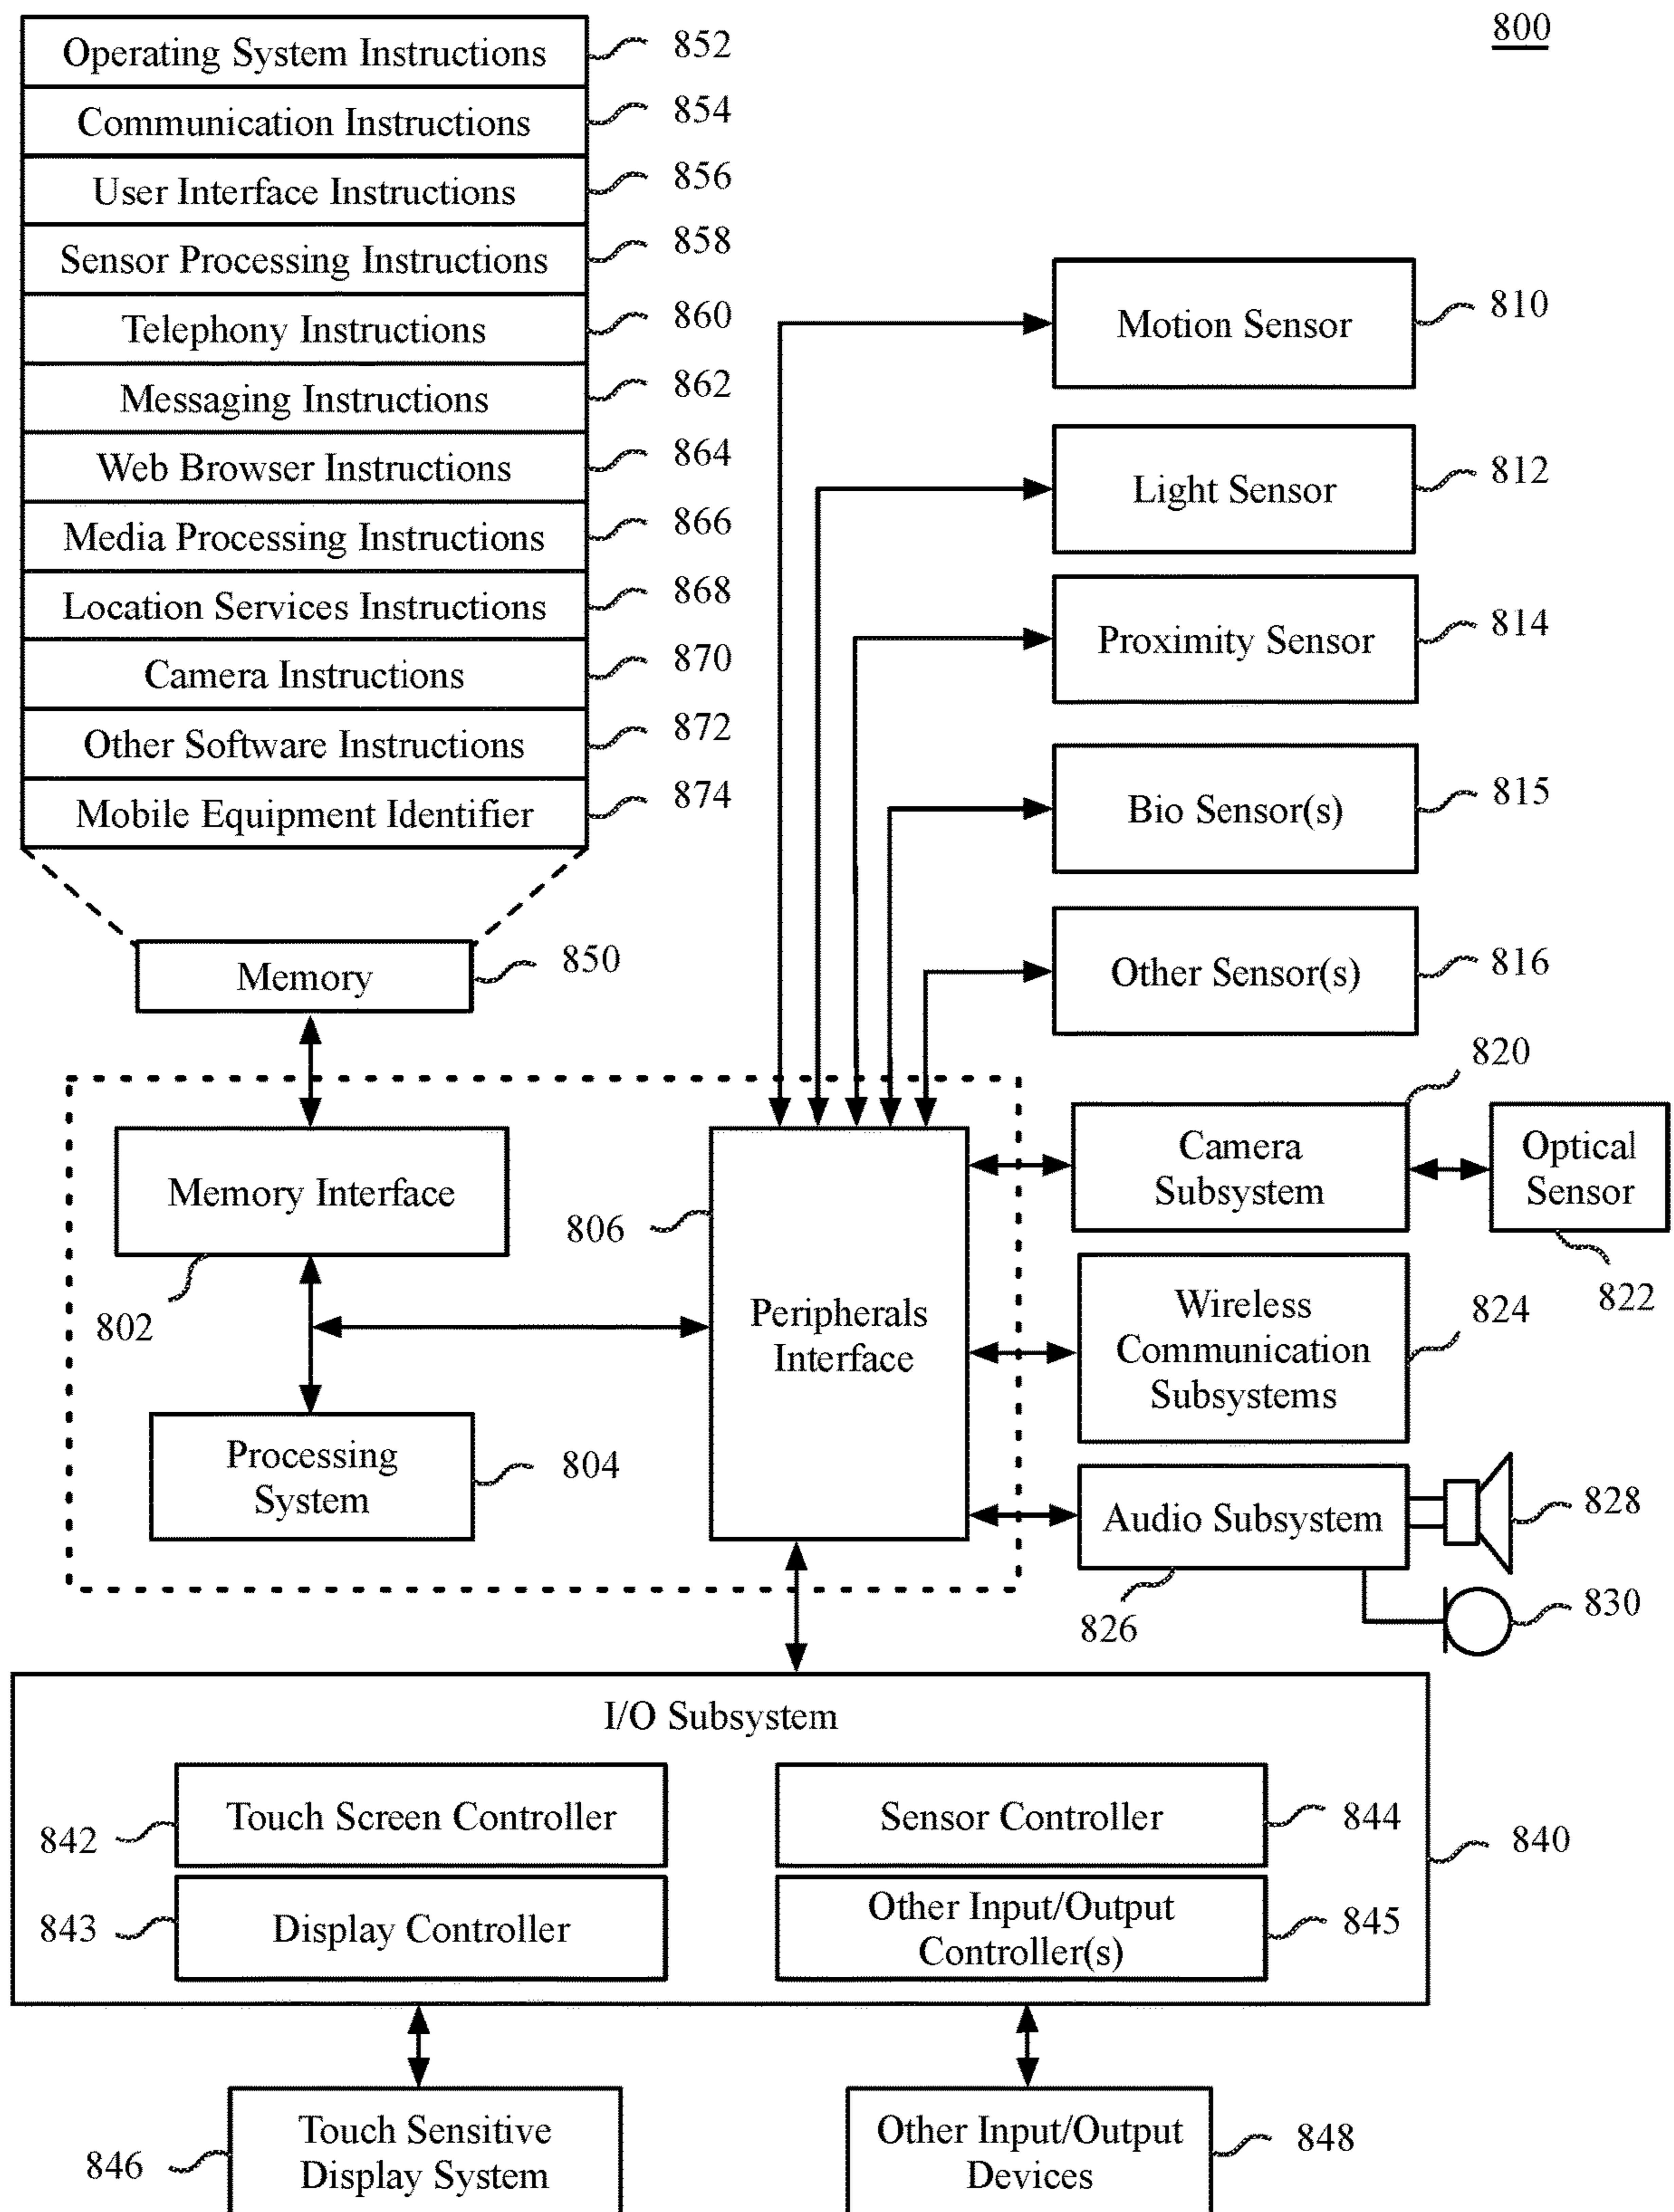 800
Operating System Instructions 852
Communication Instructions 854
User Interface Instructions 856
Sensor Processing Instructions 858
Telephony Instructions 860
Messaging Instructions 862
Web Browser Instructions 864
Media Processing Instructions 866
Location Services Instructions 868
Camera Instructions 870
Other Software Instructions 872
Mobile Equipment Identifier 874
Memory 850
Motion Sensor 810
Light Sensor 812
Proximity Sensor 814
Bio Sensor(s) 815
Other Sensor(s) 816
Memory Interface
802
Processing
System
804
806
Peripherals
Interface
820
Camera
Subsystem
Optical
Sensor
822
Wireless
Communication
Subsystems
824
Audio Subsystem
826
828
830
I/O Subsystem
840
Touch Screen Controller
842
Sensor Controller
844
Display Controller
843
Other Input/Output
Controller(s)
845
Touch Sensitive
Display System
846
Other Input/Output
Devices
848